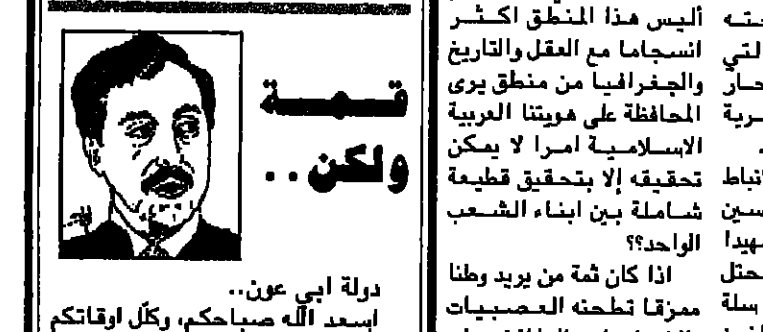 أليس هذا المنطق اكثر
انسجاما مع العقل والتاريخ
والجغرافيا من منطق يرى
المحافظة على هويتنا العربية
الاسلامية امرا لا يمكن
تحقيقه إلا بتحقيق قطيعة
شاملة بين ابناء الشعب
الواحد؟؟
اذا كان ثمة من يريد وطنا
ممزقا تطحنه العصبيات
قمة
ولكن..
دولة ابي عون..
اسعد الله صباحكم، وكلّل اوقاتكم